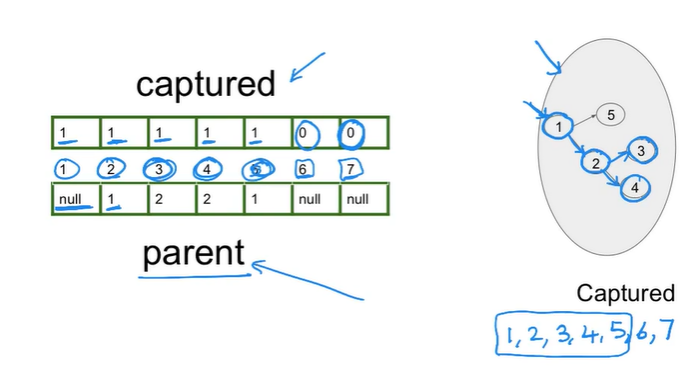 captured
1 1 1 1 1 0 0
1 2 3 4 5 6 7
null 1 2 2 1 null null
parent
1 5
2 3
4
Captured
1, 2, 3, 4, 5, 6, 7